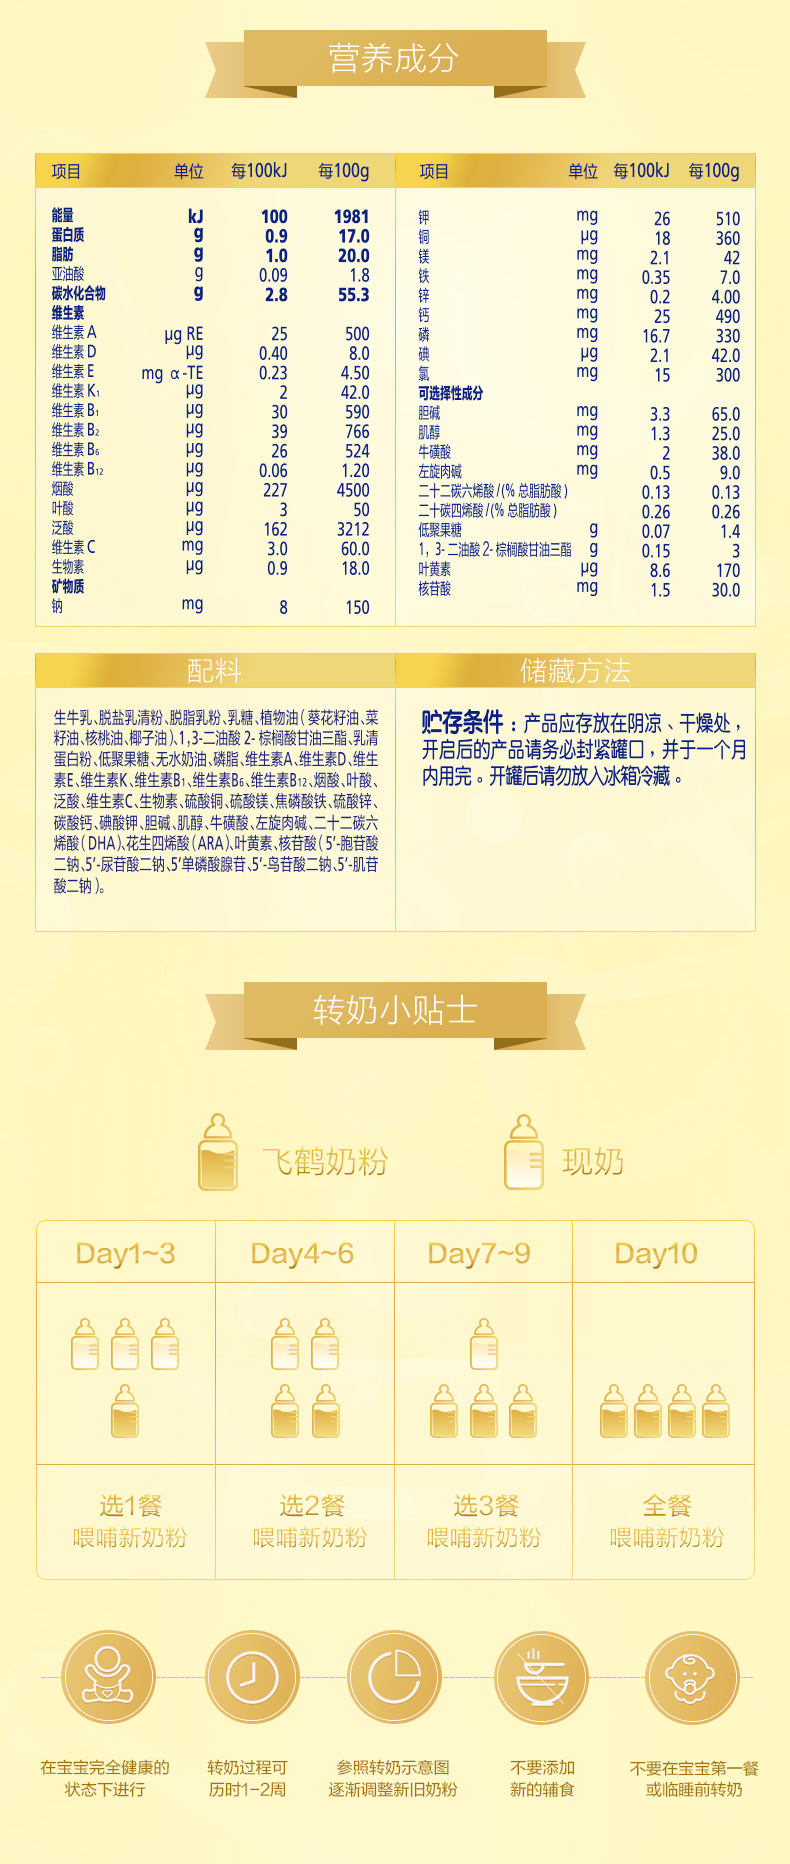 营养成分
项目 单位 每100kJ 每100g
能量 kJ 100 1981
蛋白质 g 0.9 17.0
脂肪 g 1.0 20.0
亚油酸 g 0.09 1.8
碳水化合物 g 2.8 55.3
维生素
维生素 A μg RE 25 500
维生素 D μg 0.40 8.0
维生素 E mg α-TE 0.23 4.50
维生素 K₁ μg 2 42.0
维生素 B₁ μg 30 590
维生素 B₂ μg 39 766
维生素 B₆ μg 26 524
维生素 B₁₂ μg 0.06 1.20
烟酸 μg 227 4500
叶酸 μg 3 50
泛酸 μg 162 3212
维生素 C mg 3.0 60.0
生物素 μg 0.9 18.0
矿物质
钠 mg 8 150
项目 单位 每100kJ 每100g
钾 mg 26 510
铜 μg 18 360
镁 mg 2.1 42
铁 mg 0.35 7.0
锌 mg 0.2 4.00
钙 mg 25 490
磷 mg 16.7 330
碘 μg 2.1 42.0
氯 mg 15 300
可选择性成分
胆碱 mg 3.3 65.0
肌醇 mg 1.3 25.0
牛磺酸 mg 2 38.0
左旋肉碱 mg 0.5 9.0
二十二碳六烯酸 /(% 总脂肪酸 ) 0.13 0.13
二十碳四烯酸 /(% 总脂肪酸 ) 0.26 0.26
低聚果糖 g 0.07 1.4
1, 3- 二油酸 2- 棕榈酸甘油三酯 g 0.15 3
叶黄素 μg 8.6 170
核苷酸 mg 1.5 30.0
配料
生牛乳、脱盐乳清粉、脱脂乳粉、乳糖、植物油( 葵花籽油、菜
籽油、核桃油、椰子油 )、1,3-二油酸 2- 棕榈酸甘油三酯、乳清
蛋白粉、低聚果糖、无水奶油、磷脂、维生素A、维生素D、维生
素E、维生素K、维生素B₁、维生素B₆、维生素B₁₂、烟酸、叶酸、
泛酸、维生素C、生物素、硫酸铜、硫酸镁、焦磷酸铁、硫酸锌、
碳酸钙、碘酸钾、胆碱、肌醇、牛磺酸、左旋肉碱、二十二碳六
烯酸( DHA)、花生四烯酸( ARA)、叶黄素、核苷酸( 5'-胞苷酸
二钠、5'-尿苷酸二钠、5'单磷酸腺苷、5'-鸟苷酸二钠、5'-肌苷
酸二钠 )。
储藏方法
贮存条件：产品应存放在阴凉、干燥处，
开启后的产品请务必封紧罐口，并于一个月
内用完。开罐后请勿放入冰箱冷藏。
转奶小贴士
飞鹤奶粉 现奶
Day1~3 Day4~6 Day7~9 Day10
选1餐 选2餐 选3餐 全餐
喂哺新奶粉 喂哺新奶粉 喂哺新奶粉 喂哺新奶粉
在宝宝完全健康的
状态下进行
转奶过程可
历时1-2周
参照转奶示意图
逐渐调整新旧奶粉
不要添加
新的辅食
不要在宝宝第一餐
或临睡前转奶